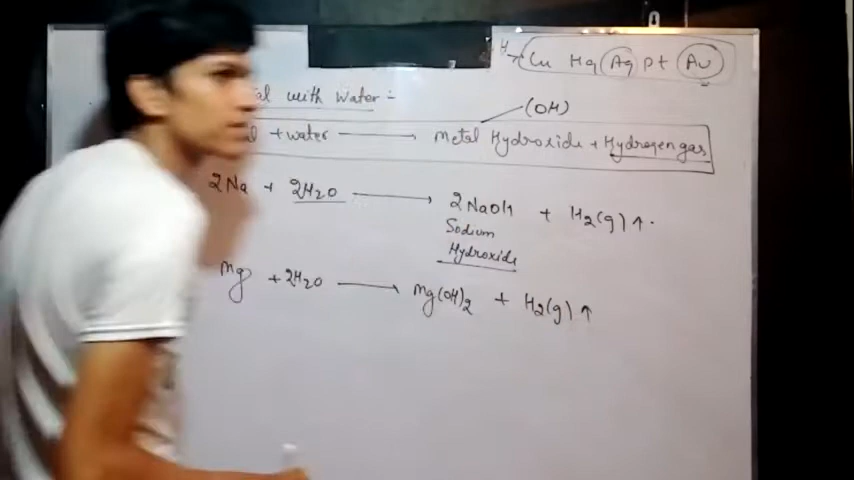 H
Cu Hg Ag Pt Au
al with water :-
(OH)
al + water → Metal Hydroxide + Hydrogen gas
2Na + 2H2O → 2NaOH + H2(g) ↑
Sodium
Hydroxide
Mg + 2H2O → Mg(OH)2 + H2(g) ↑